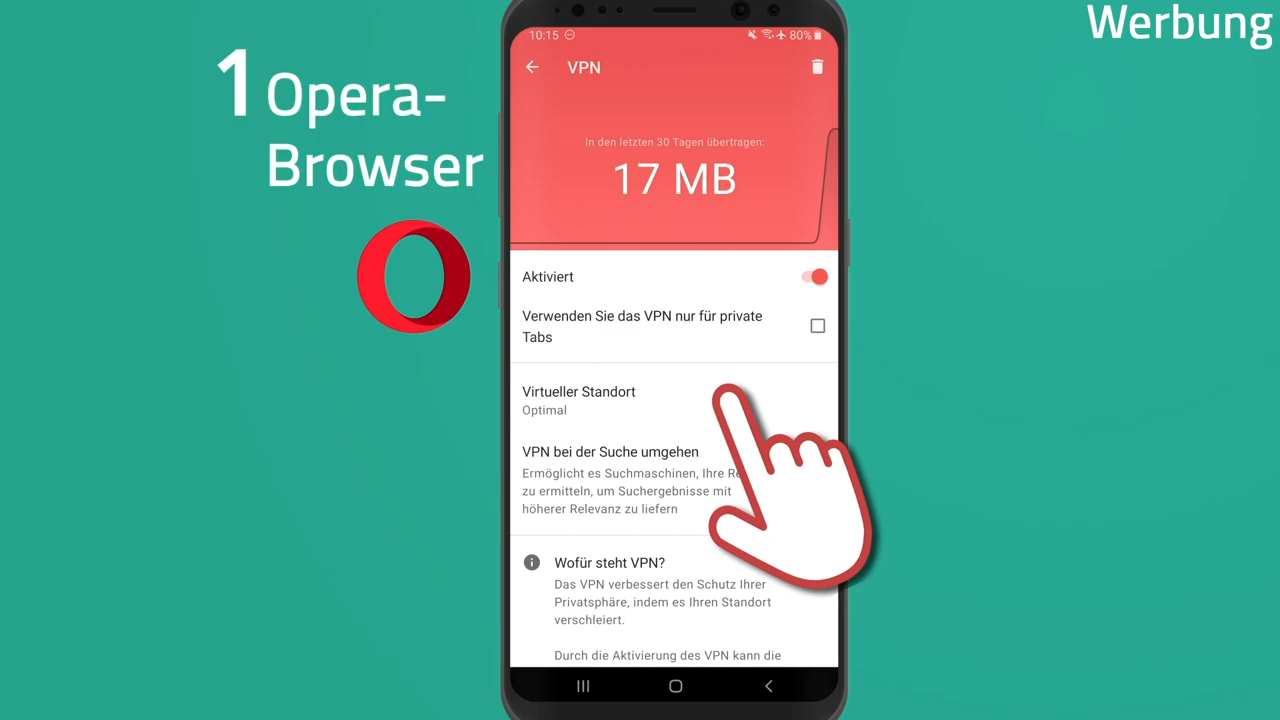 Werbung
1 Opera-
Browser
10:15
80%
VPN
In den letzten 30 Tagen übertragen:
17 MB
Aktiviert
Verwenden Sie das VPN nur für private
Tabs
Virtueller Standort
Optimal
VPN bei der Suche umgehen
Ermöglicht es Suchmaschinen, Ihre
zu ermitteln, um Suchergebnisse mit
höherer Relevanz zu liefern
Wofür steht VPN?
Das VPN verbessert den Schutz Ihrer
Privatsphäre, indem es Ihren Standort
verschleiert.
Durch die Aktivierung des VPN kann die